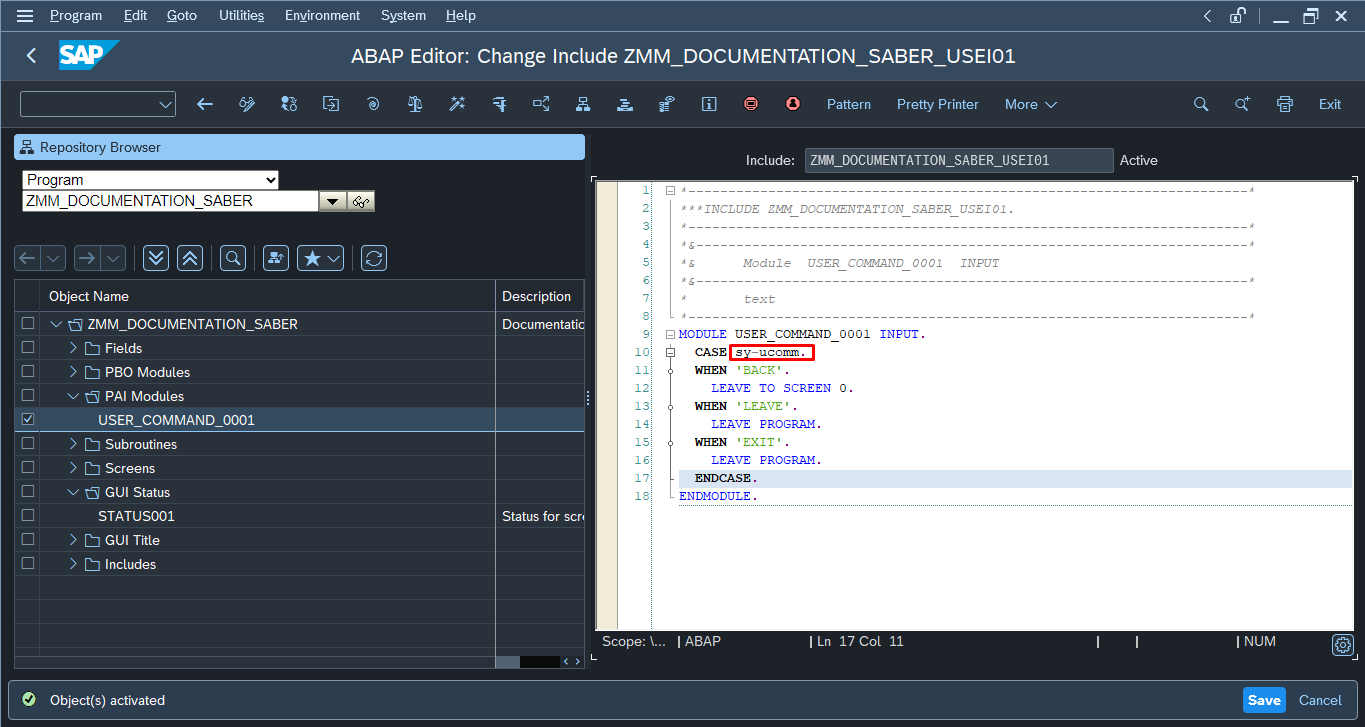 Program Edit Goto Utilities Environment System Help
SAP ABAP Editor: Change Include ZMM_DOCUMENTATION_SABER_USEI01
Pattern Pretty Printer More Exit
Repository Browser
Include: ZMM_DOCUMENTATION_SABER_USEI01 Active
Program
ZMM_DOCUMENTATION_SABER
Object Name Description
ZMM_DOCUMENTATION_SABER Documentatio
Fields
PBO Modules
PAI Modules
USER_COMMAND_0001
Subroutines
Screens
GUI Status
STATUS001 Status for scre
GUI Title
Includes
1 *----------------------------------------------------------------------*
2 ***INCLUDE ZMM_DOCUMENTATION_SABER_USEI01.
3 *----------------------------------------------------------------------*
4 *&---------------------------------------------------------------------*
5 *&      Module  USER_COMMAND_0001  INPUT
6 *&---------------------------------------------------------------------*
7 *       text
8 *----------------------------------------------------------------------*
9 MODULE USER_COMMAND_0001 INPUT.
10 CASE sy-ucomm.
11 WHEN 'BACK'.
12 LEAVE TO SCREEN 0.
13 WHEN 'LEAVE'.
14 LEAVE PROGRAM.
15 WHEN 'EXIT'.
16 LEAVE PROGRAM.
17 ENDCASE.
18 ENDMODULE.
Scope: \... ABAP Ln 17 Col 11 NUM
Object(s) activated Save Cancel